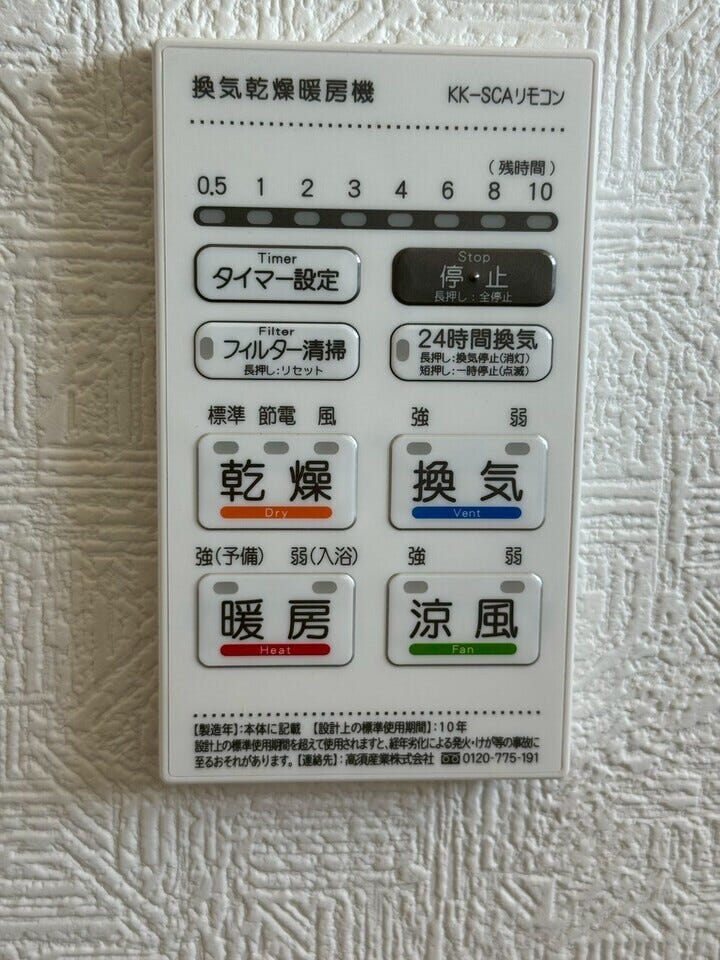 換気乾燥暖房機 KK-SCAリモコン
(残時間)
0.5 1 2 3 4 6 8 10
Timer
タイマー設定
Stop
停・止
長押し:全停止
Filter
フィルター清掃
長押し:リセット
24時間換気
長押し:換気停止(消灯)
短押し:一時停止(点滅)
標準 節電 風
乾燥
Dry
強 弱
換気
Vent
強(予備) 弱(入浴)
暖房
Heat
強 弱
涼風
Fan
【製造年】:本体に記載 【設計上の標準使用期間】:10年
設計上の標準使用期間を超えて使用されますと、経年劣化による発火・けが等の事故に
至るおそれがあります。【連絡先】:高須産業株式会社 0120-775-191